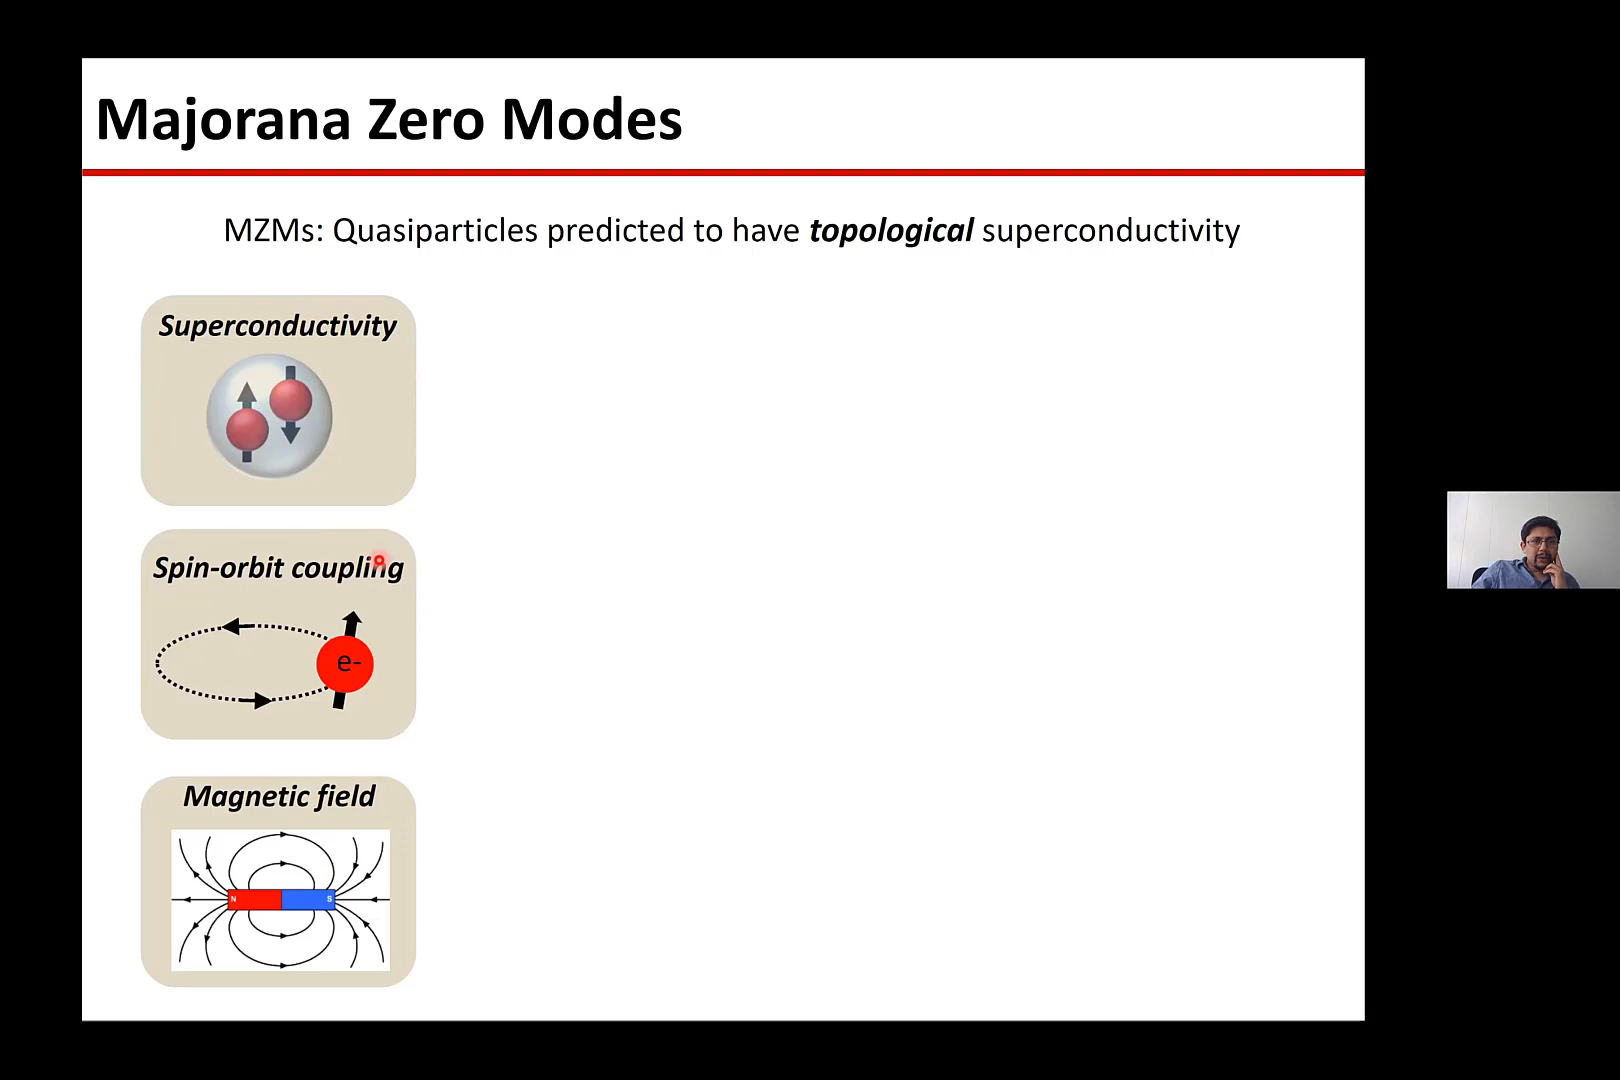 Majorana Zero Modes
MZMs: Quasiparticles predicted to have topological superconductivity
Superconductivity
Spin-orbit coupling
e-
Magnetic field
N S